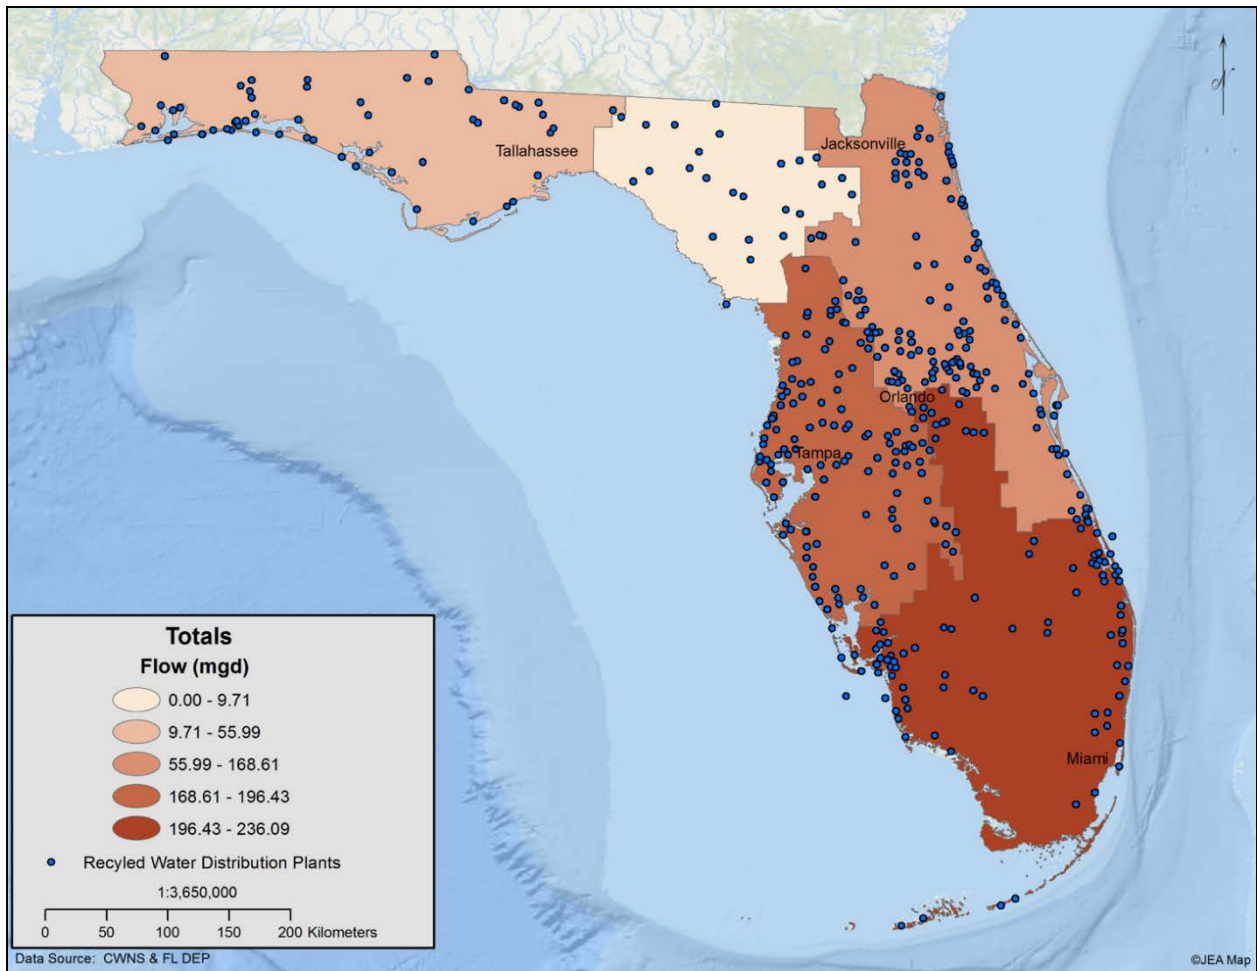 N
Jacksonville
Tallahassee
Orlando
Tampa
Miami
Totals
Flow (mgd)
0.00 - 9.71
9.71 - 55.99
55.99 - 168.61
168.61 - 196.43
196.43 - 236.09
Recyled Water Distribution Plants
1:3,650,000
0 50 100 150 200 Kilometers
Data Source: CWNS & FL DEP
©JEA Map